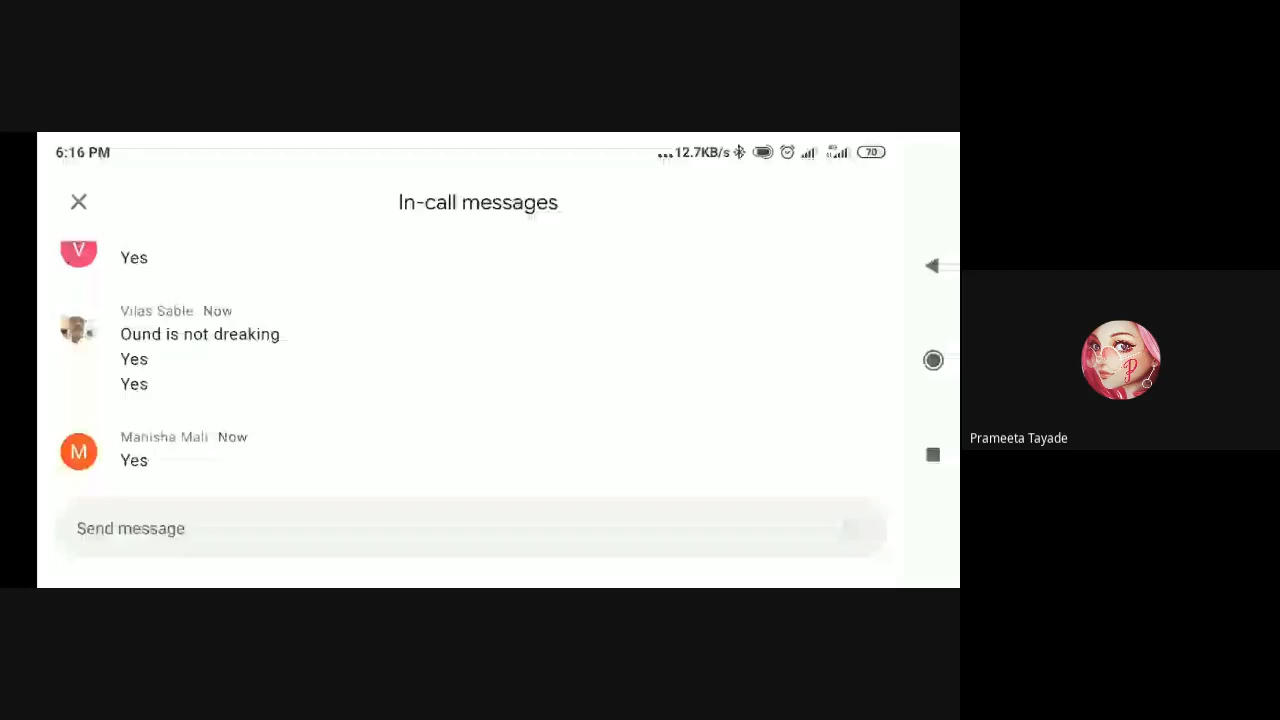 6:16 PM
...12.7KB/s
4G
70
In-call messages
V
Yes
Vilas Sable Now
Ound is not dreaking
Yes
Yes
M
Manisha Mali Now
Yes
Send message
P
Prameeta Tayade